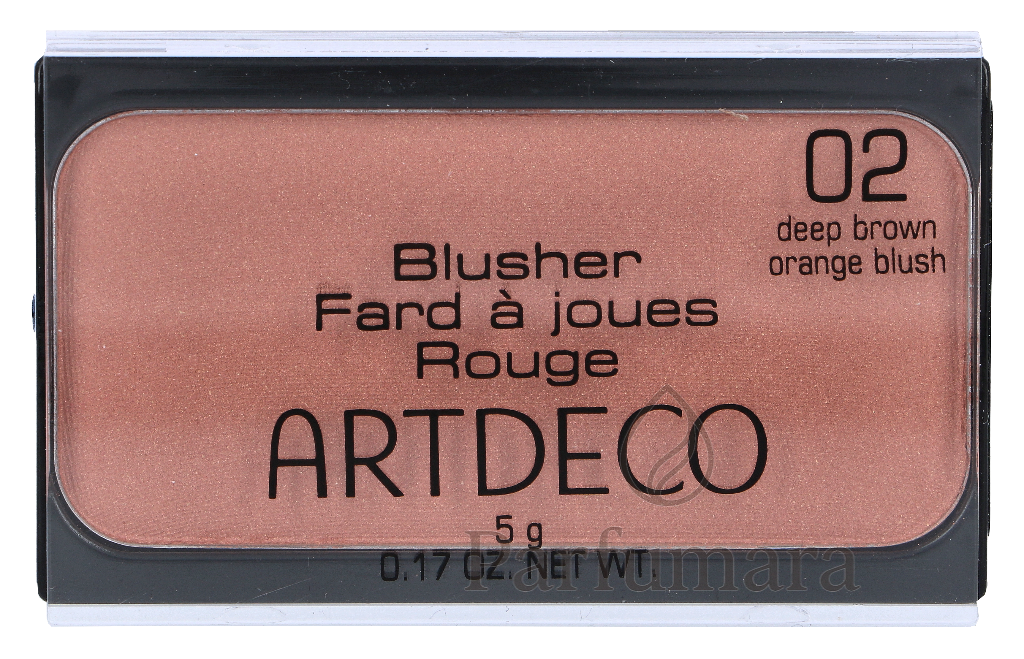 02
deep brown
orange blush
Blusher
Fard à joues
Rouge
ARTDECO
5 g
0.17 OZ. NET WT.
Parfumara